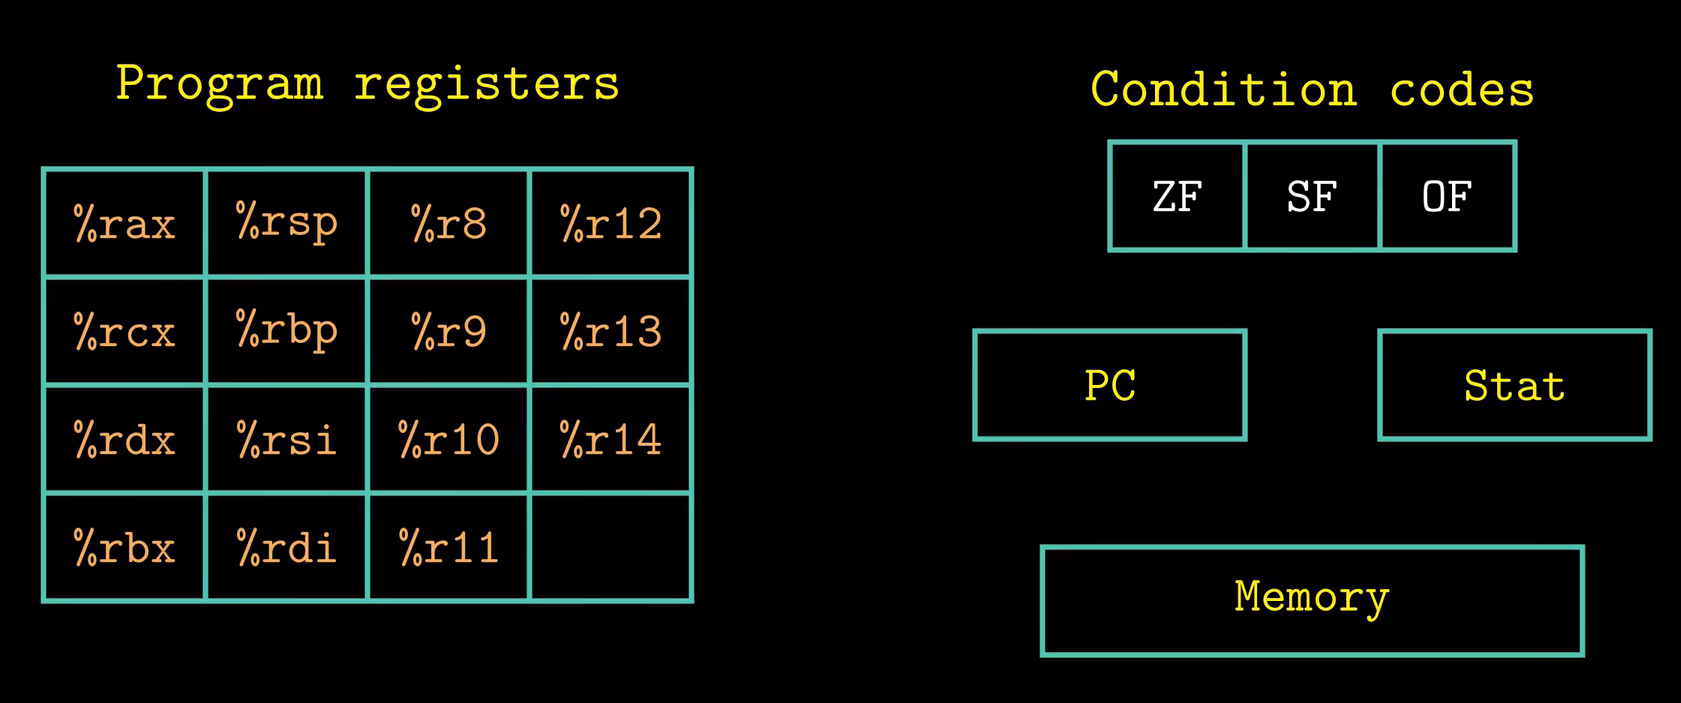 Program registers
%rax %rsp %r8 %r12
%rcx %rbp %r9 %r13
%rdx %rsi %r10 %r14
%rbx %rdi %r11
Condition codes
ZF SF OF
PC Stat
Memory